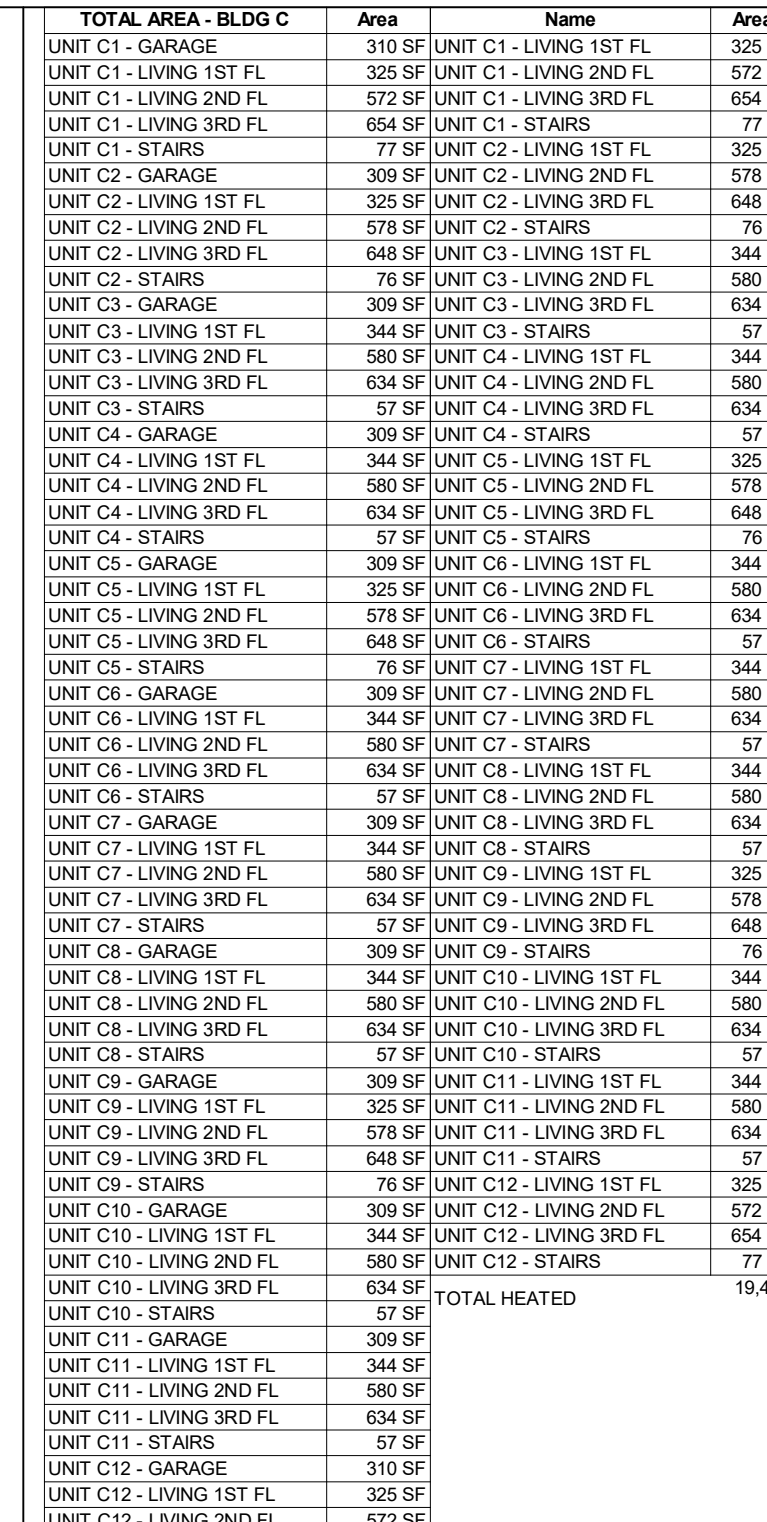 TOTAL AREA - BLDG C Area Name Area
UNIT C1 - GARAGE 310 SF UNIT C1 - LIVING 1ST FL 325
UNIT C1 - LIVING 1ST FL 325 SF UNIT C1 - LIVING 2ND FL 572
UNIT C1 - LIVING 2ND FL 572 SF UNIT C1 - LIVING 3RD FL 654
UNIT C1 - LIVING 3RD FL 654 SF UNIT C1 - STAIRS 77
UNIT C1 - STAIRS 77 SF UNIT C2 - LIVING 1ST FL 325
UNIT C2 - GARAGE 309 SF UNIT C2 - LIVING 2ND FL 578
UNIT C2 - LIVING 1ST FL 325 SF UNIT C2 - LIVING 3RD FL 648
UNIT C2 - LIVING 2ND FL 578 SF UNIT C2 - STAIRS 76
UNIT C2 - LIVING 3RD FL 648 SF UNIT C3 - LIVING 1ST FL 344
UNIT C2 - STAIRS 76 SF UNIT C3 - LIVING 2ND FL 580
UNIT C3 - GARAGE 309 SF UNIT C3 - LIVING 3RD FL 634
UNIT C3 - LIVING 1ST FL 344 SF UNIT C3 - STAIRS 57
UNIT C3 - LIVING 2ND FL 580 SF UNIT C4 - LIVING 1ST FL 344
UNIT C3 - LIVING 3RD FL 634 SF UNIT C4 - LIVING 2ND FL 580
UNIT C3 - STAIRS 57 SF UNIT C4 - LIVING 3RD FL 634
UNIT C4 - GARAGE 309 SF UNIT C4 - STAIRS 57
UNIT C4 - LIVING 1ST FL 344 SF UNIT C5 - LIVING 1ST FL 325
UNIT C4 - LIVING 2ND FL 580 SF UNIT C5 - LIVING 2ND FL 578
UNIT C4 - LIVING 3RD FL 634 SF UNIT C5 - LIVING 3RD FL 648
UNIT C4 - STAIRS 57 SF UNIT C5 - STAIRS 76
UNIT C5 - GARAGE 309 SF UNIT C6 - LIVING 1ST FL 344
UNIT C5 - LIVING 1ST FL 325 SF UNIT C6 - LIVING 2ND FL 580
UNIT C5 - LIVING 2ND FL 578 SF UNIT C6 - LIVING 3RD FL 634
UNIT C5 - LIVING 3RD FL 648 SF UNIT C6 - STAIRS 57
UNIT C5 - STAIRS 76 SF UNIT C7 - LIVING 1ST FL 344
UNIT C6 - GARAGE 309 SF UNIT C7 - LIVING 2ND FL 580
UNIT C6 - LIVING 1ST FL 344 SF UNIT C7 - LIVING 3RD FL 634
UNIT C6 - LIVING 2ND FL 580 SF UNIT C7 - STAIRS 57
UNIT C6 - LIVING 3RD FL 634 SF UNIT C8 - LIVING 1ST FL 344
UNIT C6 - STAIRS 57 SF UNIT C8 - LIVING 2ND FL 580
UNIT C7 - GARAGE 309 SF UNIT C8 - LIVING 3RD FL 634
UNIT C7 - LIVING 1ST FL 344 SF UNIT C8 - STAIRS 57
UNIT C7 - LIVING 2ND FL 580 SF UNIT C9 - LIVING 1ST FL 325
UNIT C7 - LIVING 3RD FL 634 SF UNIT C9 - LIVING 2ND FL 578
UNIT C7 - STAIRS 57 SF UNIT C9 - LIVING 3RD FL 648
UNIT C8 - GARAGE 309 SF UNIT C9 - STAIRS 76
UNIT C8 - LIVING 1ST FL 344 SF UNIT C10 - LIVING 1ST FL 344
UNIT C8 - LIVING 2ND FL 580 SF UNIT C10 - LIVING 2ND FL 580
UNIT C8 - LIVING 3RD FL 634 SF UNIT C10 - LIVING 3RD FL 634
UNIT C8 - STAIRS 57 SF UNIT C10 - STAIRS 57
UNIT C9 - GARAGE 309 SF UNIT C11 - LIVING 1ST FL 344
UNIT C9 - LIVING 1ST FL 325 SF UNIT C11 - LIVING 2ND FL 580
UNIT C9 - LIVING 2ND FL 578 SF UNIT C11 - LIVING 3RD FL 634
UNIT C9 - LIVING 3RD FL 648 SF UNIT C11 - STAIRS 57
UNIT C9 - STAIRS 76 SF UNIT C12 - LIVING 1ST FL 325
UNIT C10 - GARAGE 309 SF UNIT C12 - LIVING 2ND FL 572
UNIT C10 - LIVING 1ST FL 344 SF UNIT C12 - LIVING 3RD FL 654
UNIT C10 - LIVING 2ND FL 580 SF UNIT C12 - STAIRS 77
UNIT C10 - LIVING 3RD FL 634 SF TOTAL HEATED 19,4
UNIT C10 - STAIRS 57 SF
UNIT C11 - GARAGE 309 SF
UNIT C11 - LIVING 1ST FL 344 SF
UNIT C11 - LIVING 2ND FL 580 SF
UNIT C11 - LIVING 3RD FL 634 SF
UNIT C11 - STAIRS 57 SF
UNIT C12 - GARAGE 310 SF
UNIT C12 - LIVING 1ST FL 325 SF
UNIT C12 - LIVING 2ND FL 572 SF